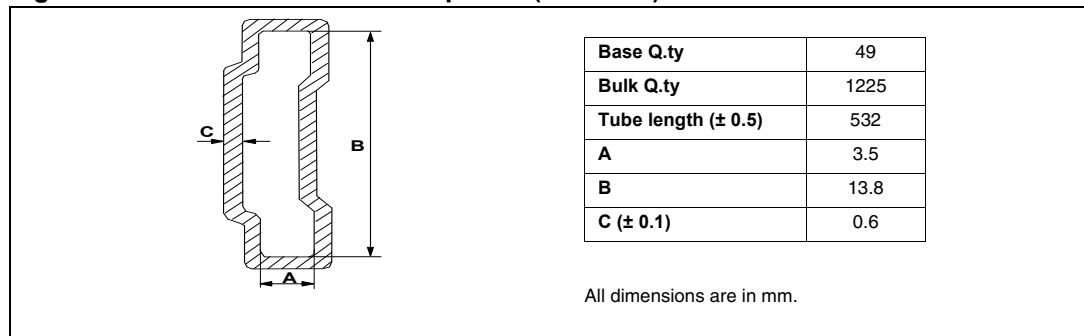 C
B
A
Base Q.ty 49
Bulk Q.ty 1225
Tube length (± 0.5) 532
A 3.5
B 13.8
C (± 0.1) 0.6
All dimensions are in mm.